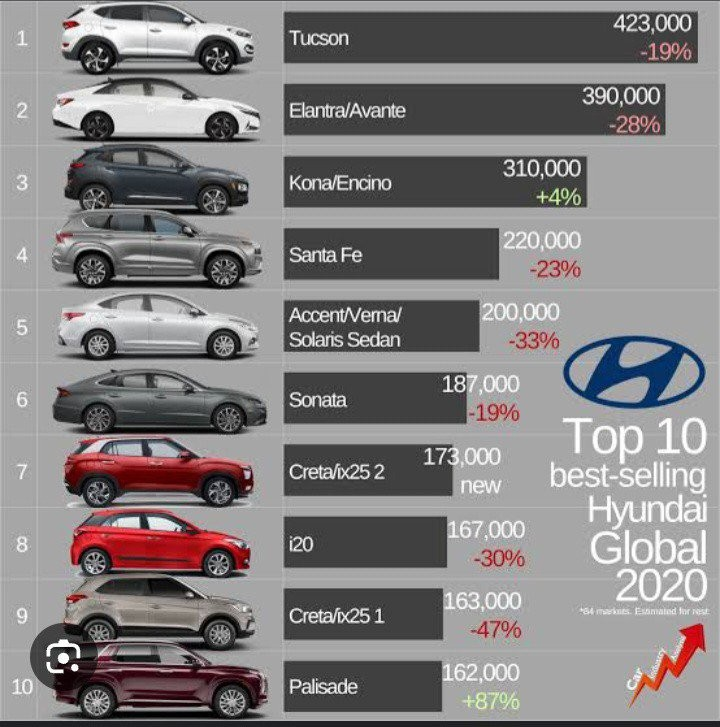 1
Tucson
423,000
-19%
2
Elantra/Avante
390,000
-28%
3
Kona/Encino
310,000
+4%
4
Santa Fe
220,000
-23%
5
Accent/Verna/
Solaris Sedan
200,000
-33%
6
Sonata
187,000
-19%
7
Creta/ix25 2
173,000
new
8
i20
167,000
-30%
9
Creta/ix25 1
163,000
-47%
10
Palisade
162,000
+87%
Top 10
best-selling
Hyundai
Global
2020
*64 markets. Estimated for rest
Car